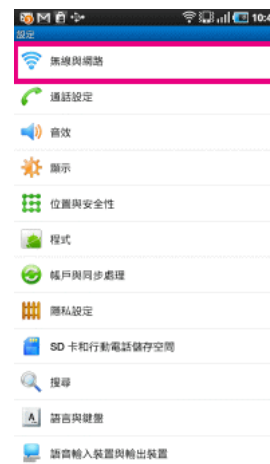 10:4
設定
無線與網路
通話設定
音效
顯示
位置與安全性
程式
帳戶與同步處理
隱私設定
SD 卡和行動電話儲存空間
搜尋
A
語言與鍵盤
語音輸入裝置與輸出裝置